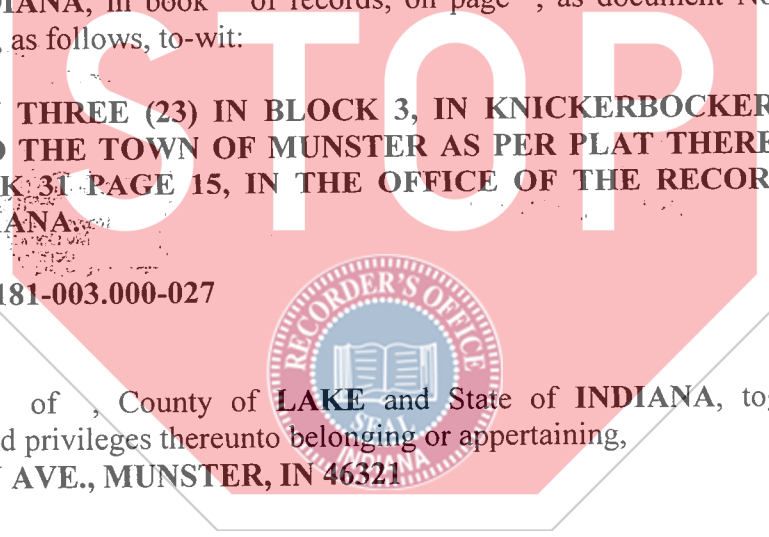 DIANA, in book of records, on page , as document No
, as follows, to-wit:
THREE (23) IN BLOCK 3, IN KNICKERBOCKER
THE TOWN OF MUNSTER AS PER PLAT THERE
K 31 PAGE 15, IN THE OFFICE OF THE RECOR
IANA.
181-003.000-027
of , County of LAKE and State of INDIANA, to
d privileges thereunto belonging or appertaining,
AVE., MUNSTER, IN 46321
STOP
RECORDER'S OFFICE
SEAL
INDIANA